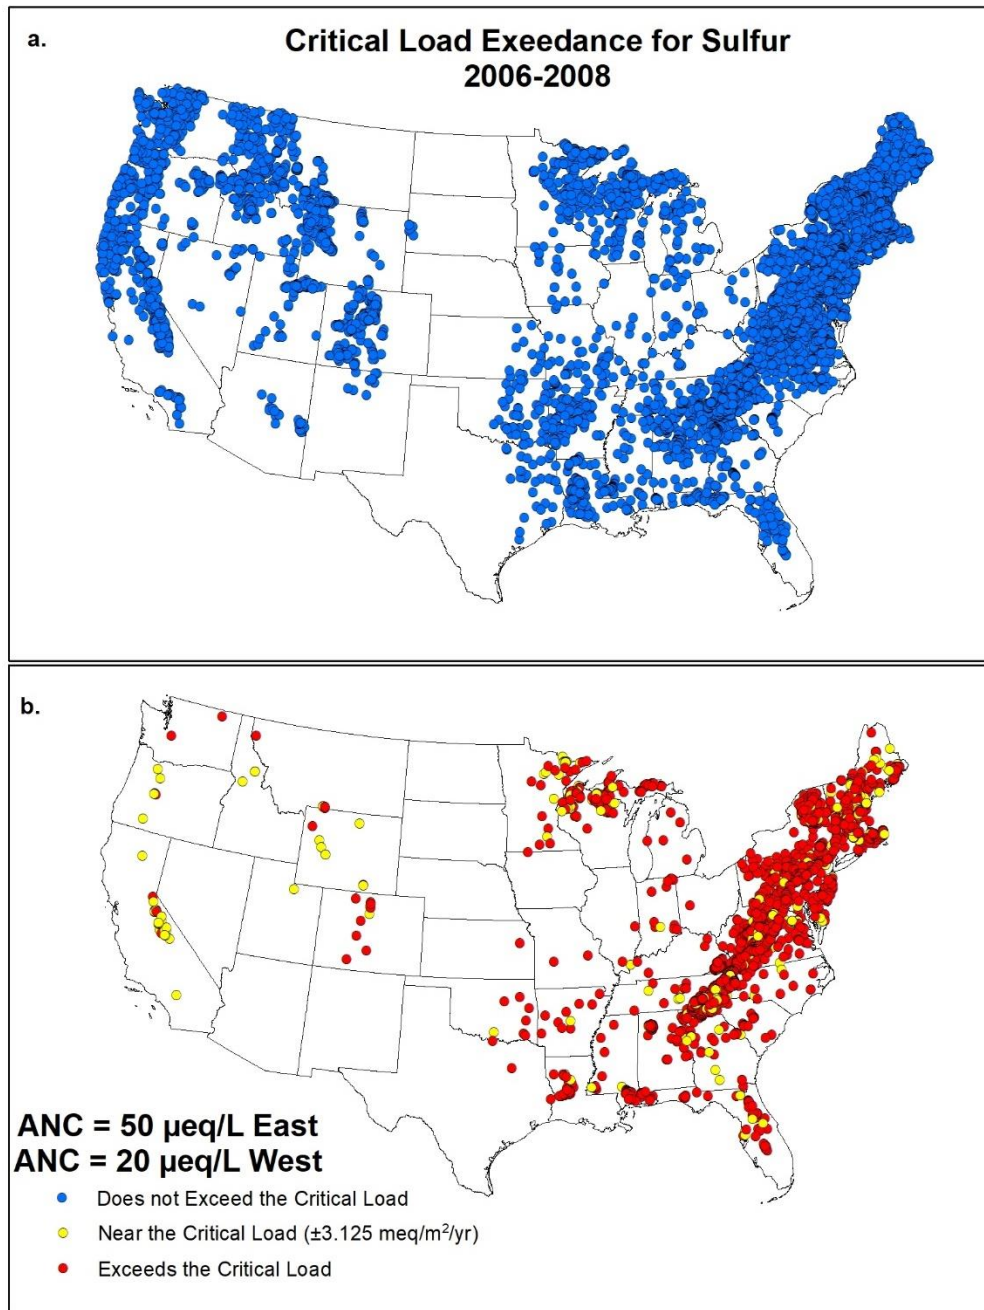 a.
Critical Load Exeedance for Sulfur
2006-2008
b.
ANC = 50 µeq/L East
ANC = 20 µeq/L West
Does not Exceed the Critical Load
Near the Critical Load (±3.125 meq/m²/yr)
Exceeds the Critical Load